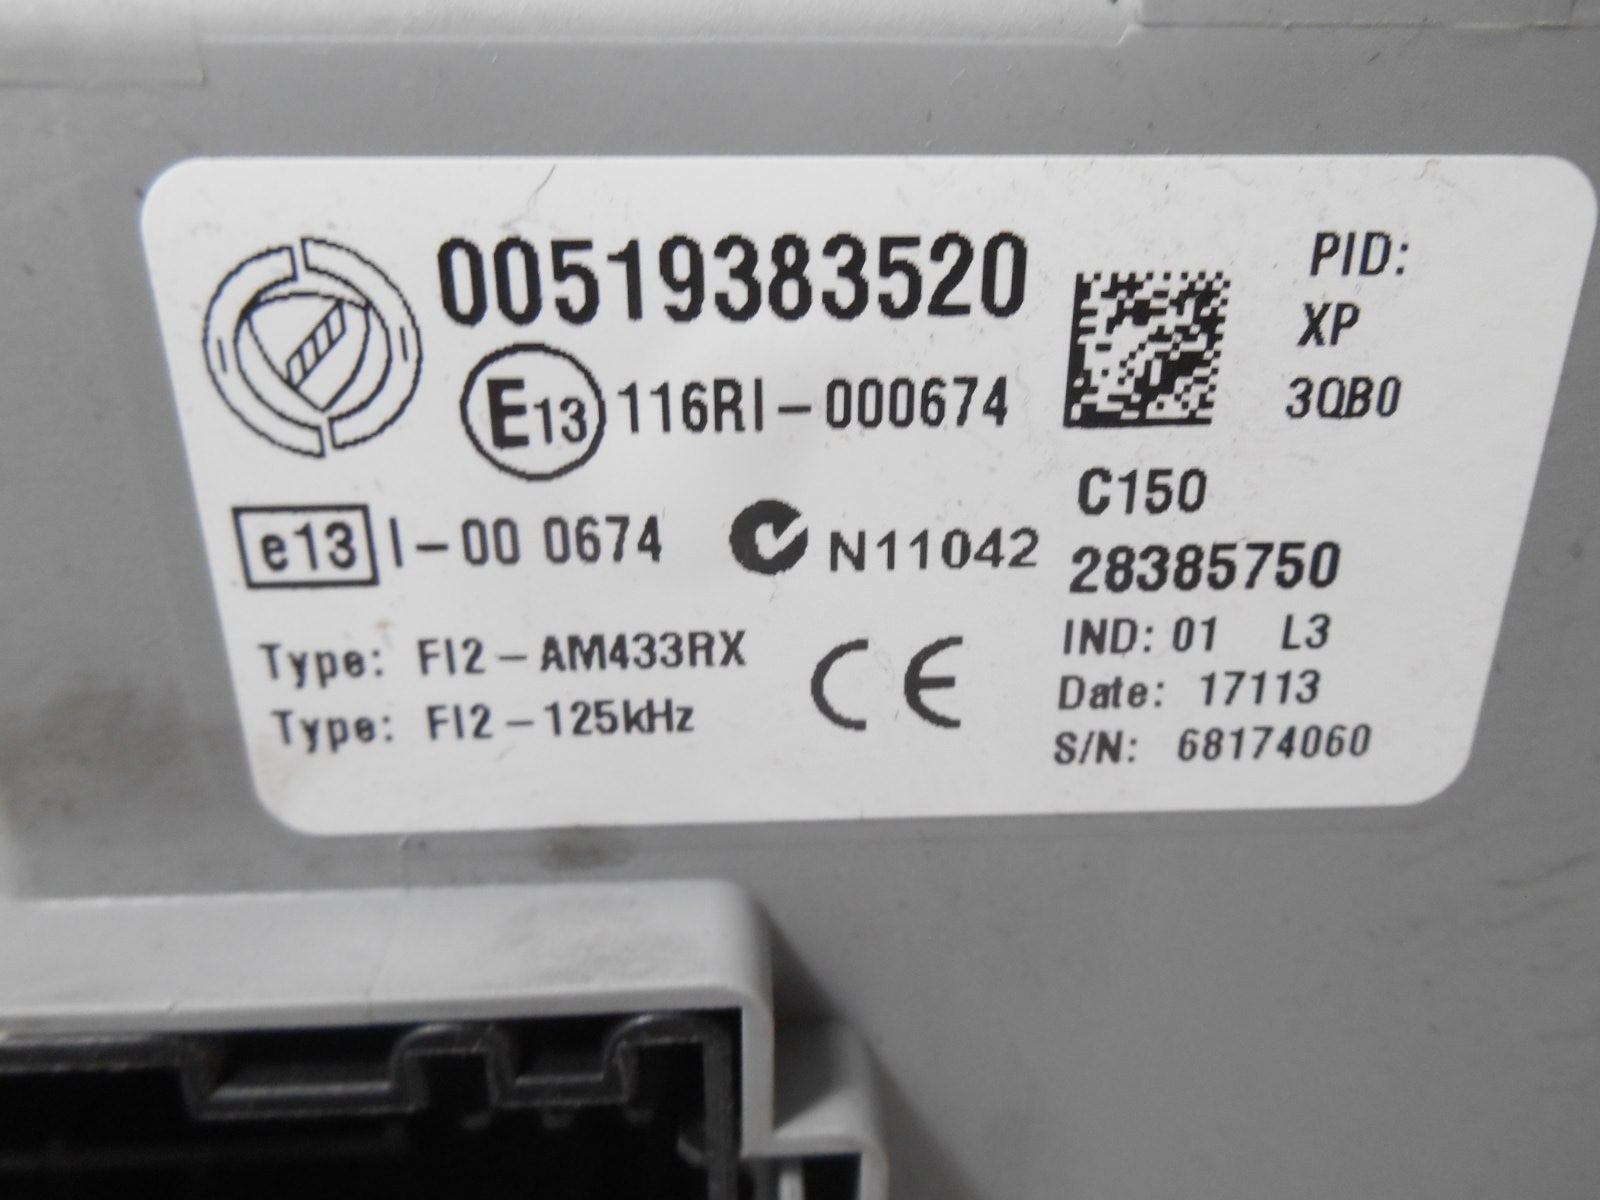 00519383520
E13 116RI-000674
e13 I-00 0674
N11042
Type: FI2-AM433RX
Type: FI2-125kHz
CE
PID:
XP
3QB0
C150
28385750
IND: 01 L3
Date: 17113
S/N: 68174060